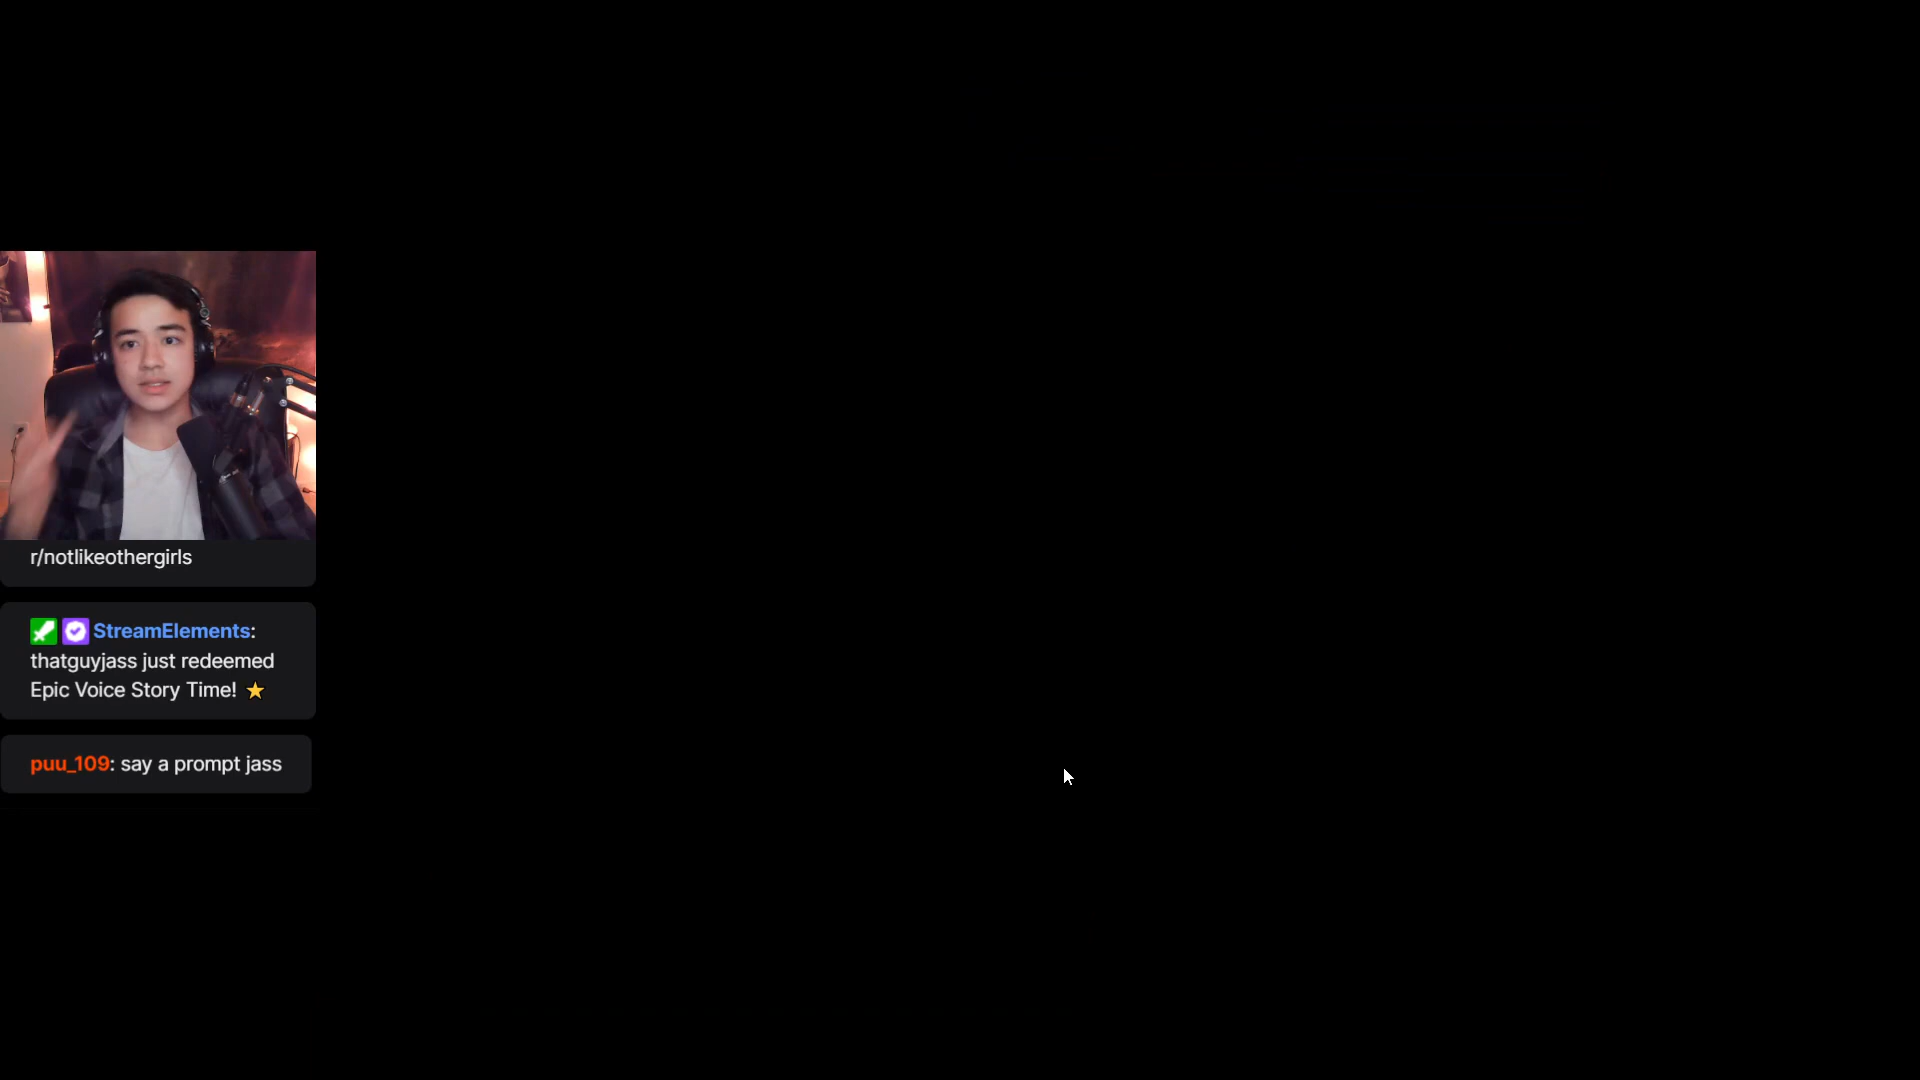 r/notlikeothergirls
StreamElements:
thatguyjass just redeemed
Epic Voice Story Time! ⭐
puu_109: say a prompt jass